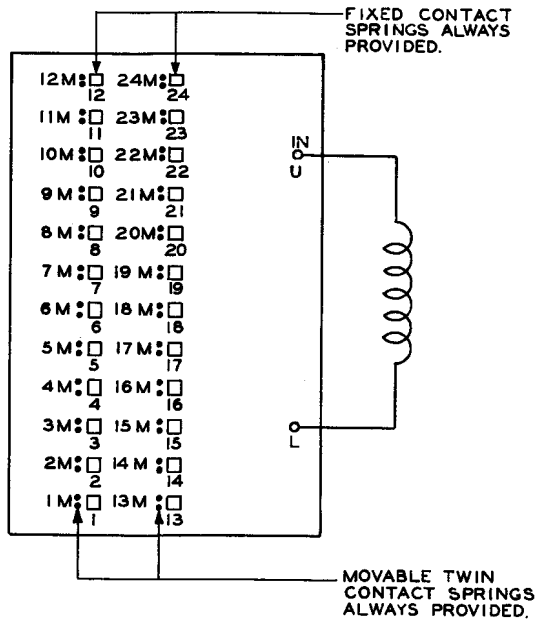 FIXED CONTACT
SPRINGS ALWAYS
PROVIDED.
12M 24M
12 24
11M 23M
11 23
10M 22M
10 22
9M 21M
9 21
8M 20M
8 20
7M 19M
7 19
6M 18M
6 18
5M 17M
5 17
4M 16M
4 16
3M 15M
3 15
2M 14M
2 14
1M 13M
1 13
IN
U
L
MOVABLE TWIN
CONTACT SPRINGS
ALWAYS PROVIDED.